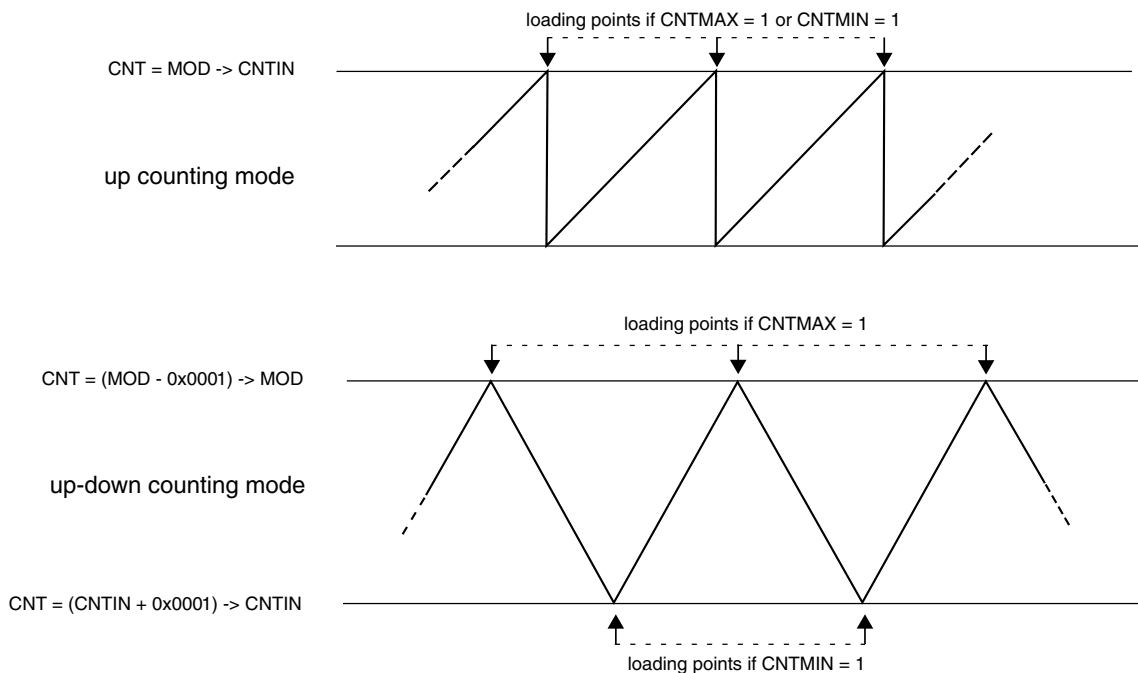 loading points if CNTMAX = 1 or CNTMIN = 1
CNT = MOD -> CNTIN
up counting mode
loading points if CNTMAX = 1
CNT = (MOD - 0x0001) -> MOD
up-down counting mode
CNT = (CNTIN + 0x0001) -> CNTIN
loading points if CNTMIN = 1